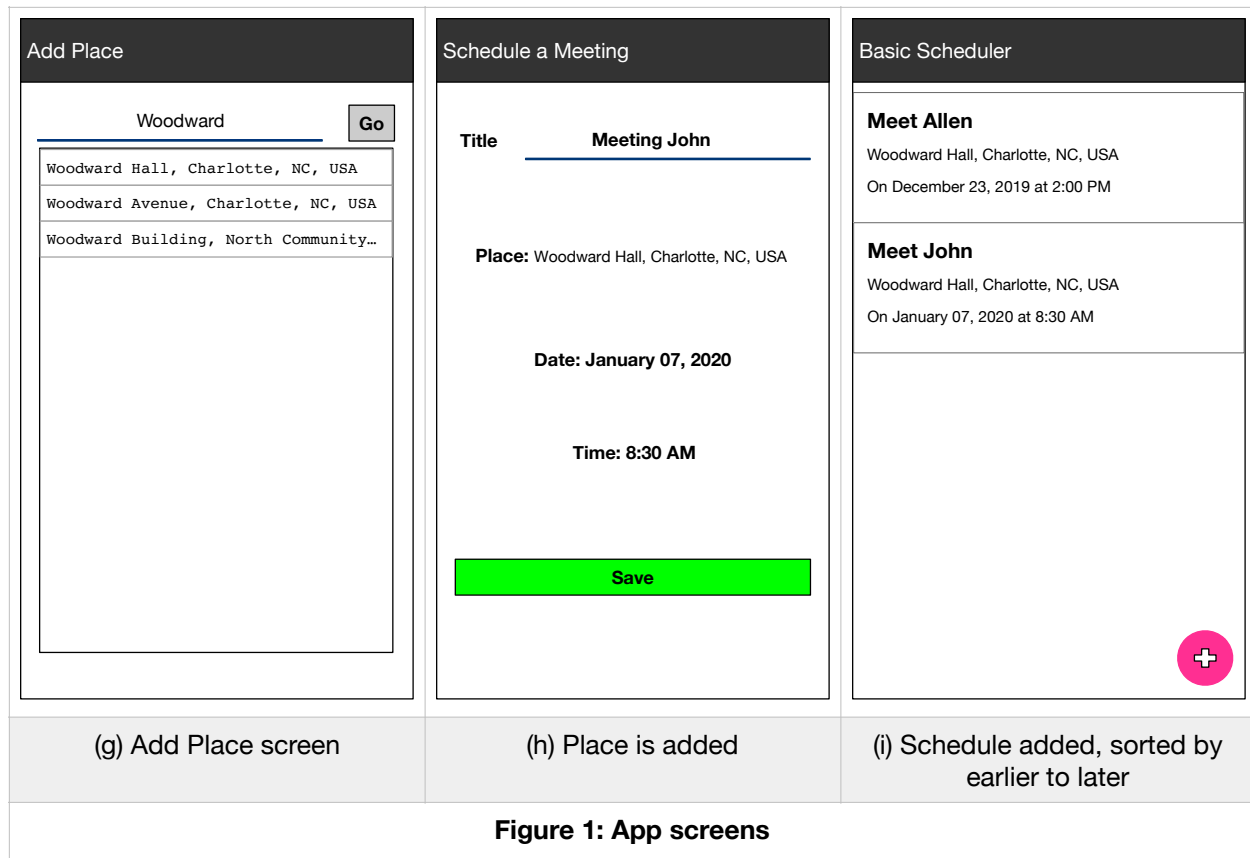 Add Place
Woodward
Go
Woodward Hall, Charlotte, NC, USA
Woodward Avenue, Charlotte, NC, USA
Woodward Building, North Community…
(g) Add Place screen
Schedule a Meeting
Title
Meeting John
Place: Woodward Hall, Charlotte, NC, USA
Date: January 07, 2020
Time: 8:30 AM
Save
(h) Place is added
Basic Scheduler
Meet Allen
Woodward Hall, Charlotte, NC, USA
On December 23, 2019 at 2:00 PM
Meet John
Woodward Hall, Charlotte, NC, USA
On January 07, 2020 at 8:30 AM
(i) Schedule added, sorted by
earlier to later
Figure 1: App screens